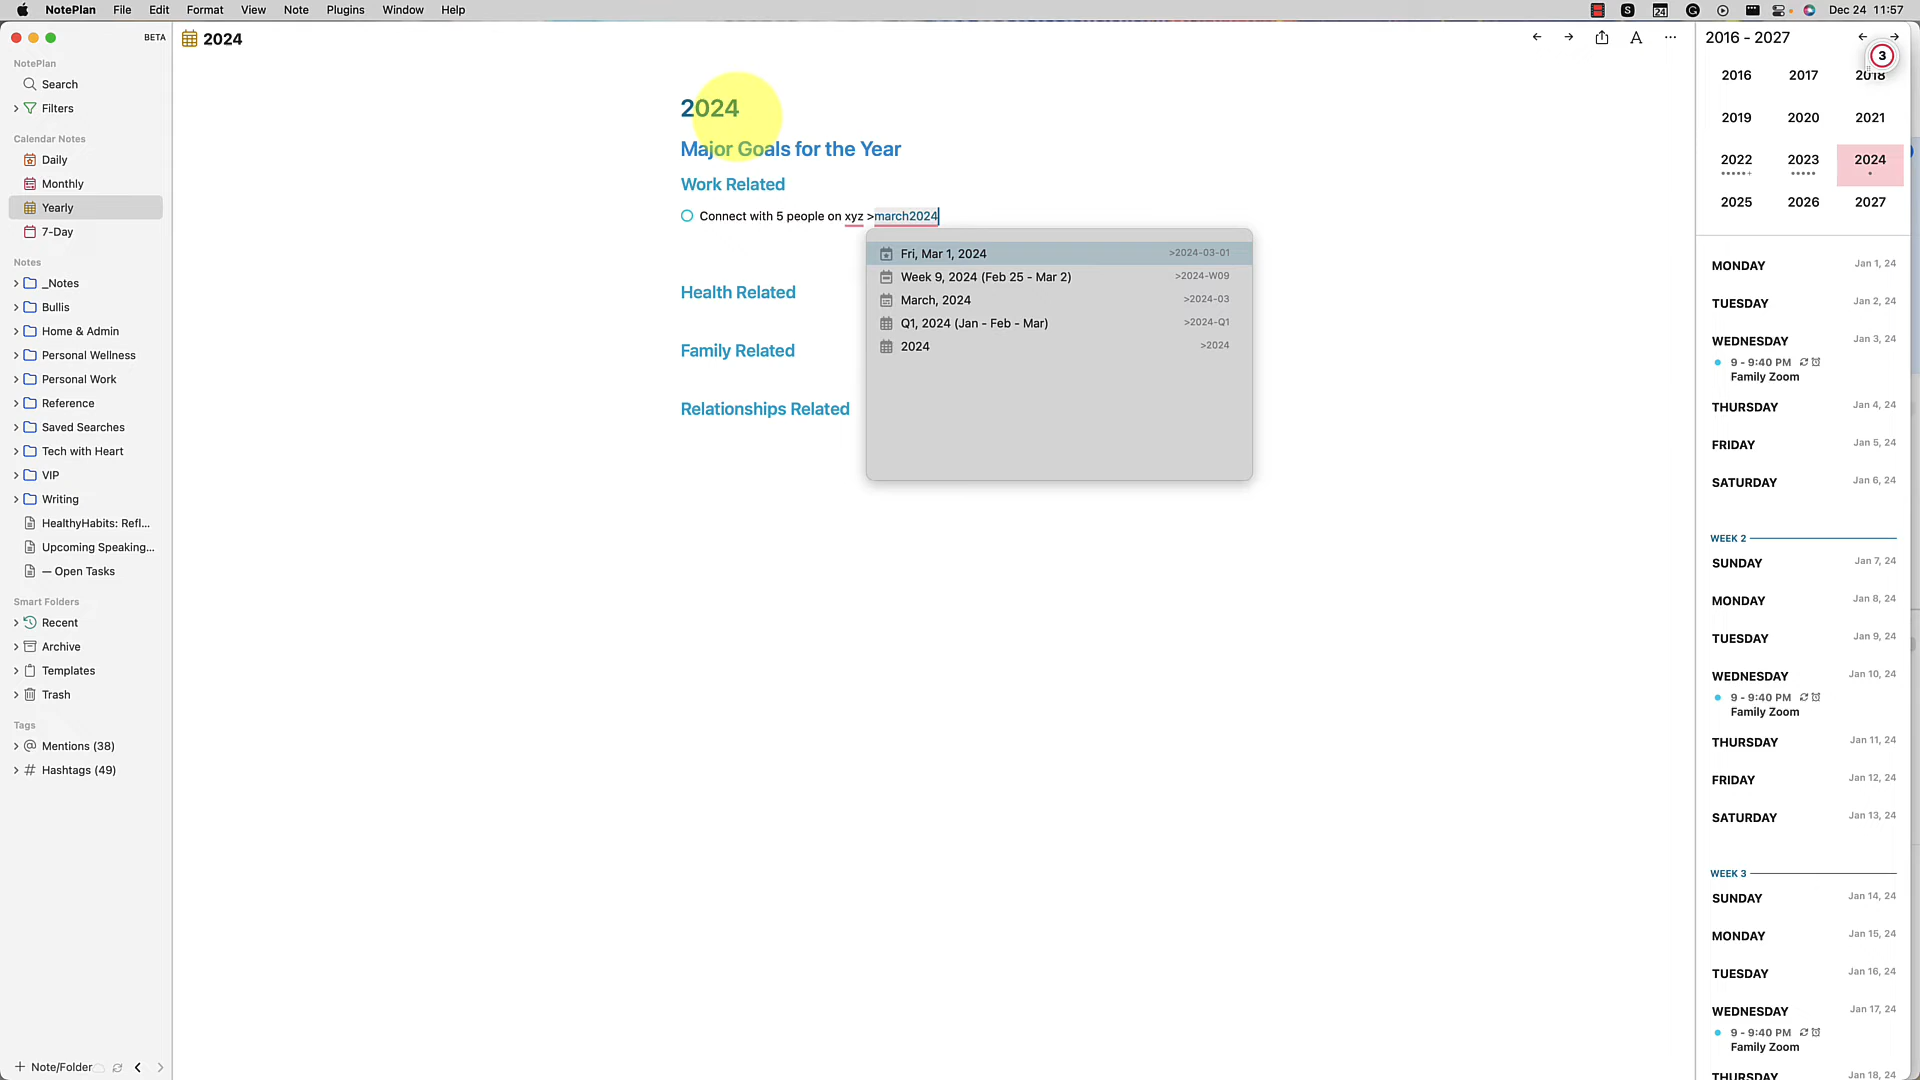 NotePlan File Edit Format View Note Plugins Window Help
S 24 Dec 24 11:57
BETA
2024
NotePlan
Search
Filters
Calendar Notes
Daily
Monthly
Yearly
7-Day
Notes
_Notes
Bullis
Home & Admin
Personal Wellness
Personal Work
Reference
Saved Searches
Tech with Heart
VIP
Writing
HealthyHabits: Refl...
Upcoming Speaking...
— Open Tasks
Smart Folders
Recent
Archive
Templates
Trash
Tags
@ Mentions (38)
# Hashtags (49)
+ Note/Folder
2024
Major Goals for the Year
Work Related
Connect with 5 people on xyz >march2024
Fri, Mar 1, 2024 >2024-03-01
Week 9, 2024 (Feb 25 - Mar 2) >2024-W09
March, 2024 >2024-03
Q1, 2024 (Jan - Feb - Mar) >2024-Q1
2024 >2024
Health Related
Family Related
Relationships Related
2016 - 2027
3
2016 2017 2018
2019 2020 2021
2022 2023 2024
2025 2026 2027
MONDAY Jan 1, 24
TUESDAY Jan 2, 24
WEDNESDAY Jan 3, 24
9 - 9:40 PM
Family Zoom
THURSDAY Jan 4, 24
FRIDAY Jan 5, 24
SATURDAY Jan 6, 24
WEEK 2
SUNDAY Jan 7, 24
MONDAY Jan 8, 24
TUESDAY Jan 9, 24
WEDNESDAY Jan 10, 24
9 - 9:40 PM
Family Zoom
THURSDAY Jan 11, 24
FRIDAY Jan 12, 24
SATURDAY Jan 13, 24
WEEK 3
SUNDAY Jan 14, 24
MONDAY Jan 15, 24
TUESDAY Jan 16, 24
WEDNESDAY Jan 17, 24
9 - 9:40 PM
Family Zoom
THURSDAY Jan 18, 24